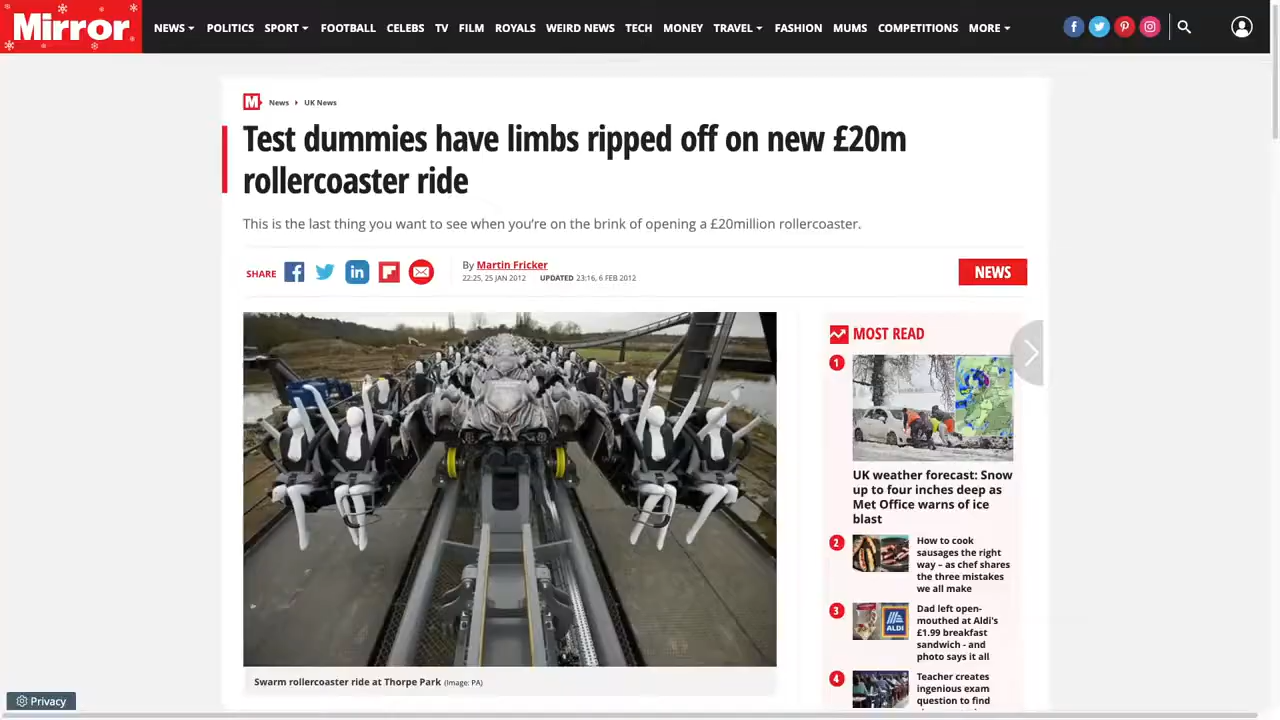 Mirror
NEWS POLITICS SPORT FOOTBALL CELEBS TV FILM ROYALS WEIRD NEWS TECH MONEY TRAVEL FASHION MUMS COMPETITIONS MORE
M News UK News
Test dummies have limbs ripped off on new £20m
rollercoaster ride
This is the last thing you want to see when you're on the brink of opening a £20million rollercoaster.
SHARE
By Martin Fricker
22:25, 25 JAN 2012 UPDATED 23:16, 6 FEB 2012
NEWS
Swarm rollercoaster ride at Thorpe Park (Image: PA)
MOST READ
1
UK weather forecast: Snow
up to four inches deep as
Met Office warns of ice
blast
2
How to cook
sausages the right
way – as chef shares
the three mistakes
we all make
3
ALDI
Dad left open-
mouthed at Aldi's
£1.99 breakfast
sandwich - and
photo says it all
4
Teacher creates
ingenious exam
question to find
Privacy